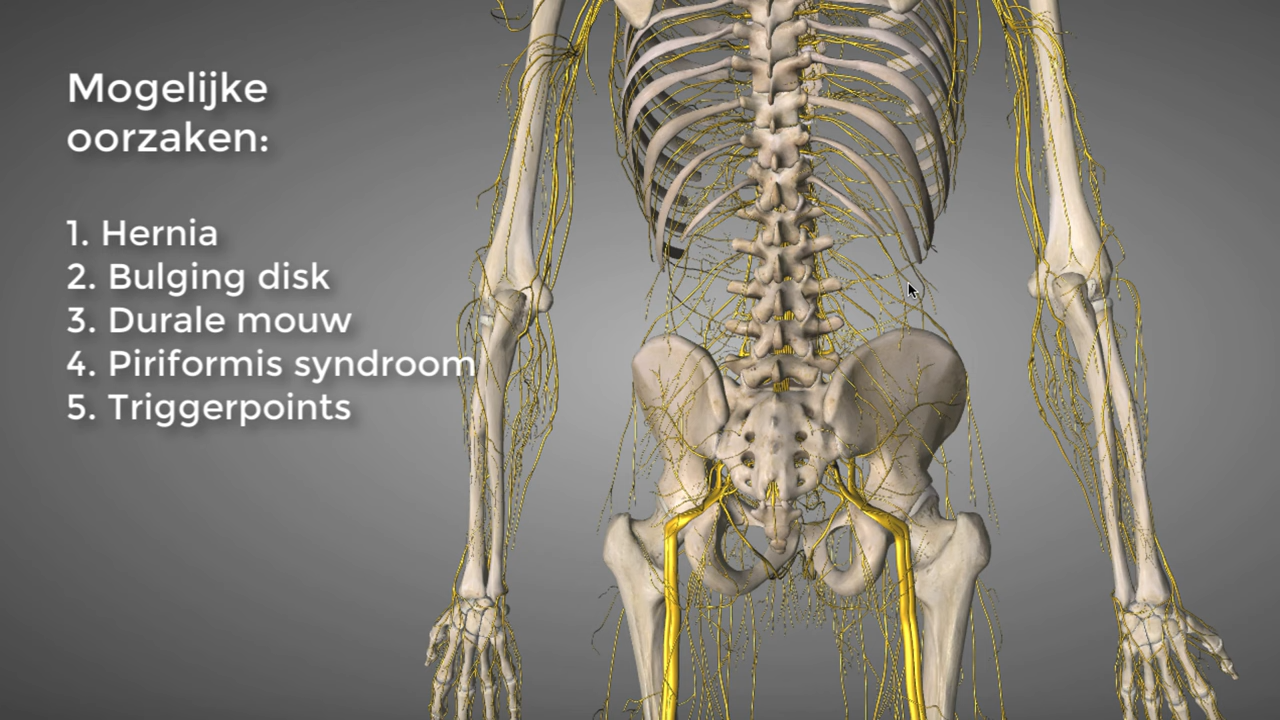 Mogelijke
oorzaken:
1. Hernia
2. Bulging disk
3. Durale mouw
4. Piriformis syndroom
5. Triggerpoints